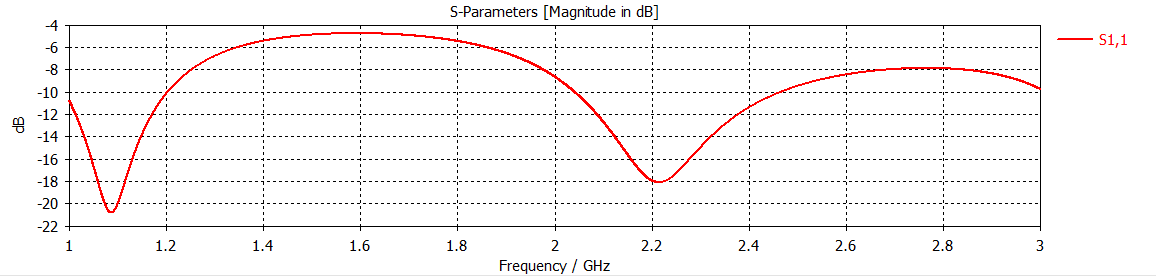 S-Parameters [Magnitude in dB]
-4
-6
-8
-10
-12
-14
-16
-18
-20
-22
dB
1 1.2 1.4 1.6 1.8 2 2.2 2.4 2.6 2.8 3
Frequency / GHz
S1,1